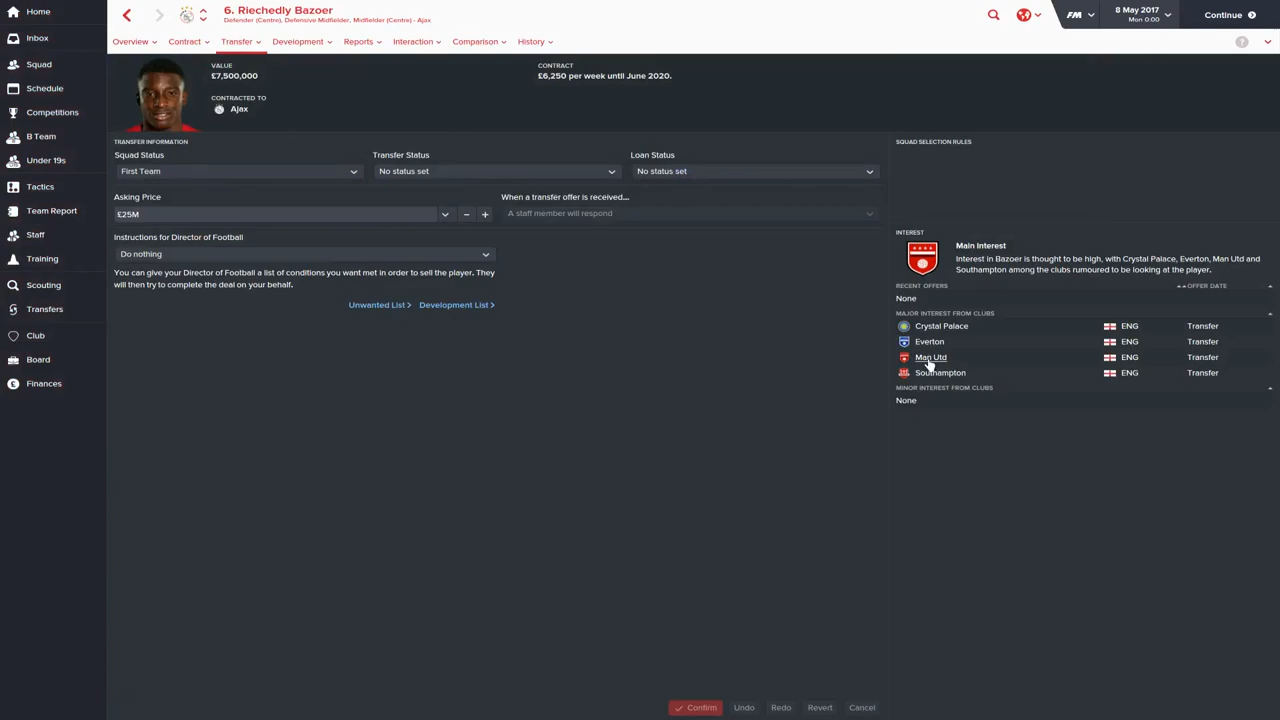 Home
Inbox
Squad
Schedule
Competitions
B Team
Under 19s
Tactics
Team Report
Staff
Training
Scouting
Transfers
Club
Board
Finances
6. Riechedly Bazoer
Defender (Centre), Defensive Midfielder, Midfielder (Centre) - Ajax
FM
8 May 2017
Mon 0:00
Continue
Overview
Contract
Transfer
Development
Reports
Interaction
Comparison
History
?
VALUE
£7,500,000
CONTRACTED TO
Ajax
CONTRACT
£6,250 per week until June 2020.
TRANSFER INFORMATION
Squad Status
First Team
Transfer Status
No status set
Loan Status
No status set
Asking Price
£25M
When a transfer offer is received...
A staff member will respond
Instructions for Director of Football
Do nothing
You can give your Director of Football a list of conditions you want met in order to sell the player. They
will then try to complete the deal on your behalf.
Unwanted List >
Development List >
SQUAD SELECTION RULES
INTEREST
Main Interest
Interest in Bazoer is thought to be high, with Crystal Palace, Everton, Man Utd and
Southampton among the clubs rumoured to be looking at the player.
RECENT OFFERS
OFFER DATE
None
MAJOR INTEREST FROM CLUBS
Crystal Palace ENG Transfer
Everton ENG Transfer
Man Utd ENG Transfer
Southampton ENG Transfer
MINOR INTEREST FROM CLUBS
None
Confirm
Undo
Redo
Revert
Cancel